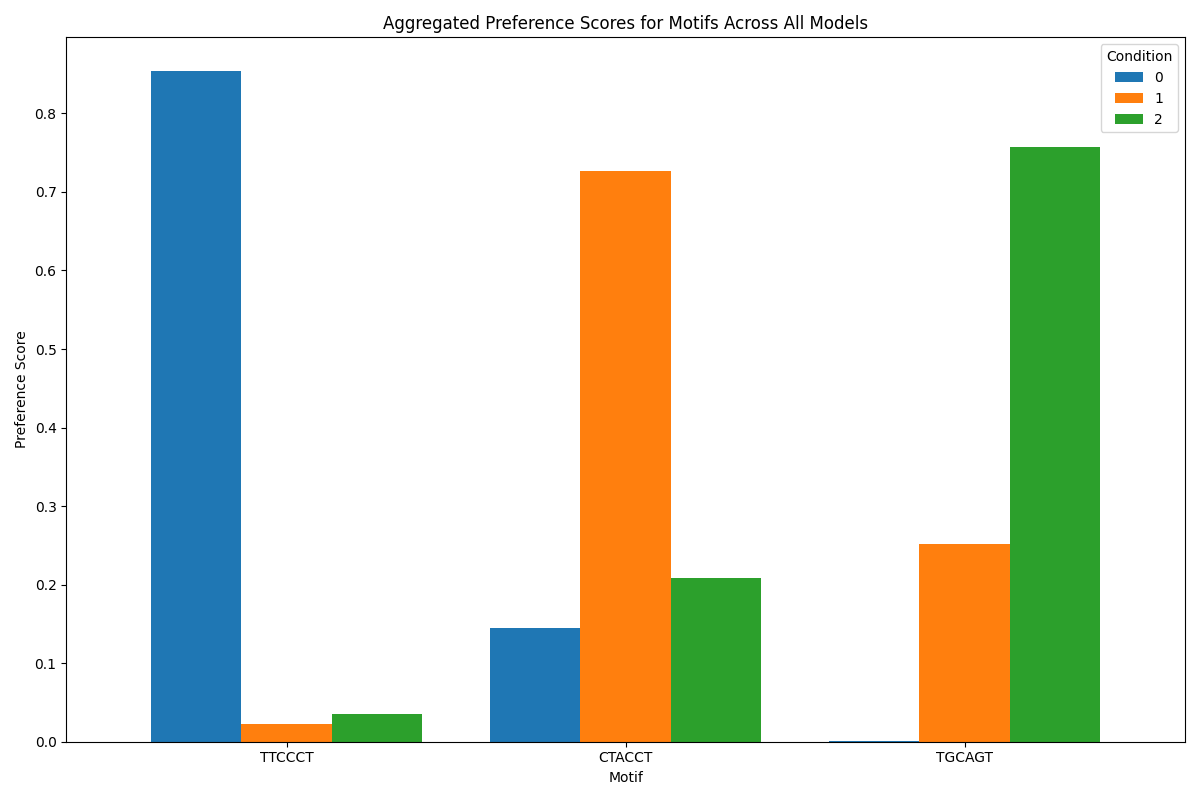 Aggregated Preference Scores for Motifs Across All Models
Condition
0
1
2
Preference Score
0.8
0.7
0.6
0.5
0.4
0.3
0.2
0.1
0.0
TTCCCT
CTACCT
TGCAGT
Motif